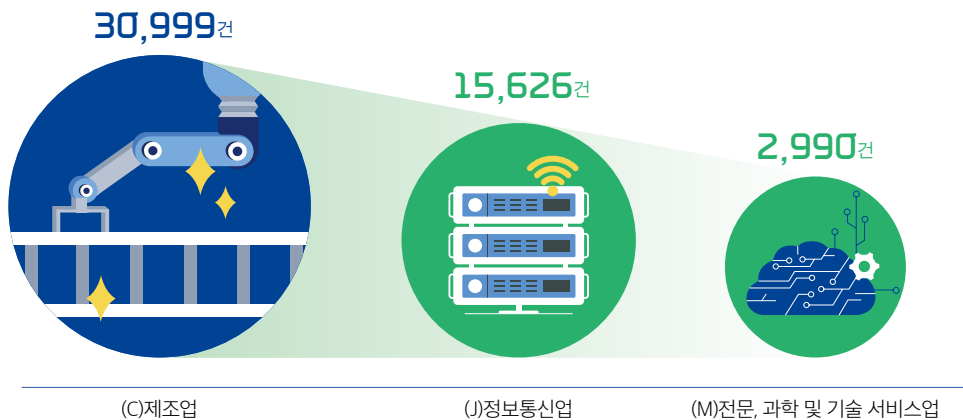 30,999건
15,626건
2,990건
(C)제조업
(J)정보통신업
(M)전문, 과학 및 기술 서비스업